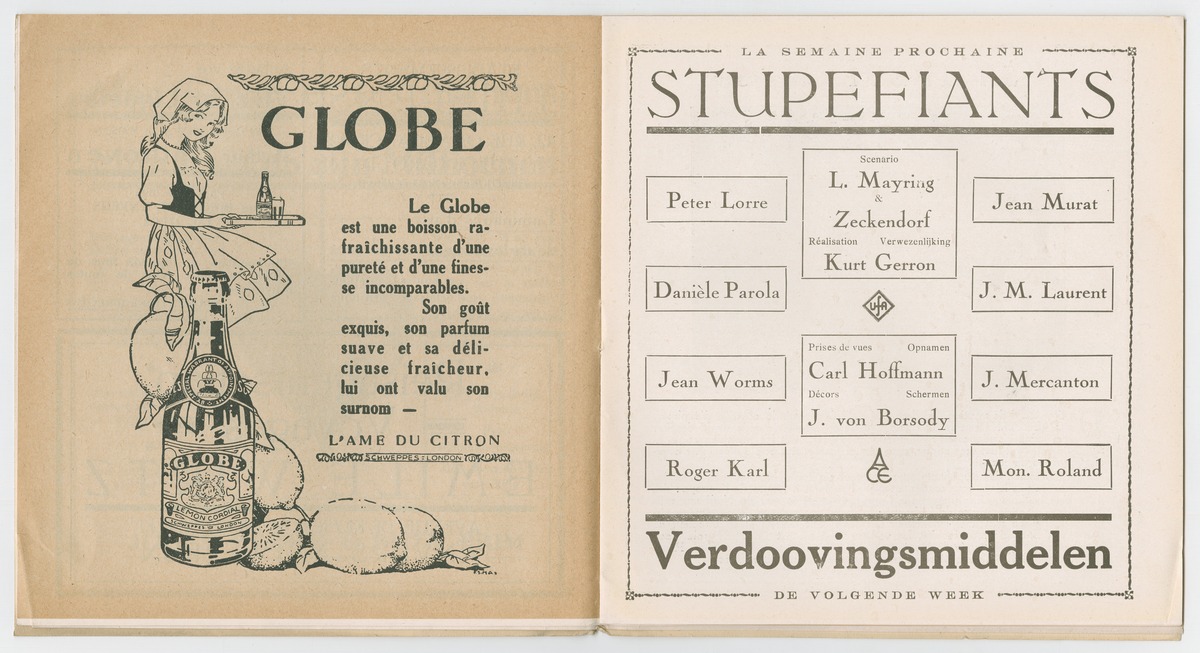 GLOBE
Le Globe
est une boisson ra-
fraîchissante d'une
pureté et d'une fines-
se incomparables.
Son goût
exquis, son parfum
suave et sa déli-
cieuse fraîcheur,
lui ont valu son
surnom —
L'AME DU CITRON
SCHWEPPES : LONDON
GLOBE
LEMON CORDIAL
SCHWEPPES OF LONDON
LA SEMAINE PROCHAINE
STUPEFIANTS
Peter Lorre
Danièle Parola
Jean Worms
Roger Karl
Scenario
L. Mayring
&
Zeckendorf
Réalisation Verwezenlijking
Kurt Gerron
UFA
Prises de vues Opnamen
Carl Hoffmann
Décors Schermen
J. von Borsody
ACE
Jean Murat
J. M. Laurent
J. Mercanton
Mon. Roland
Verdoovingsmiddelen
DE VOLGENDE WEEK